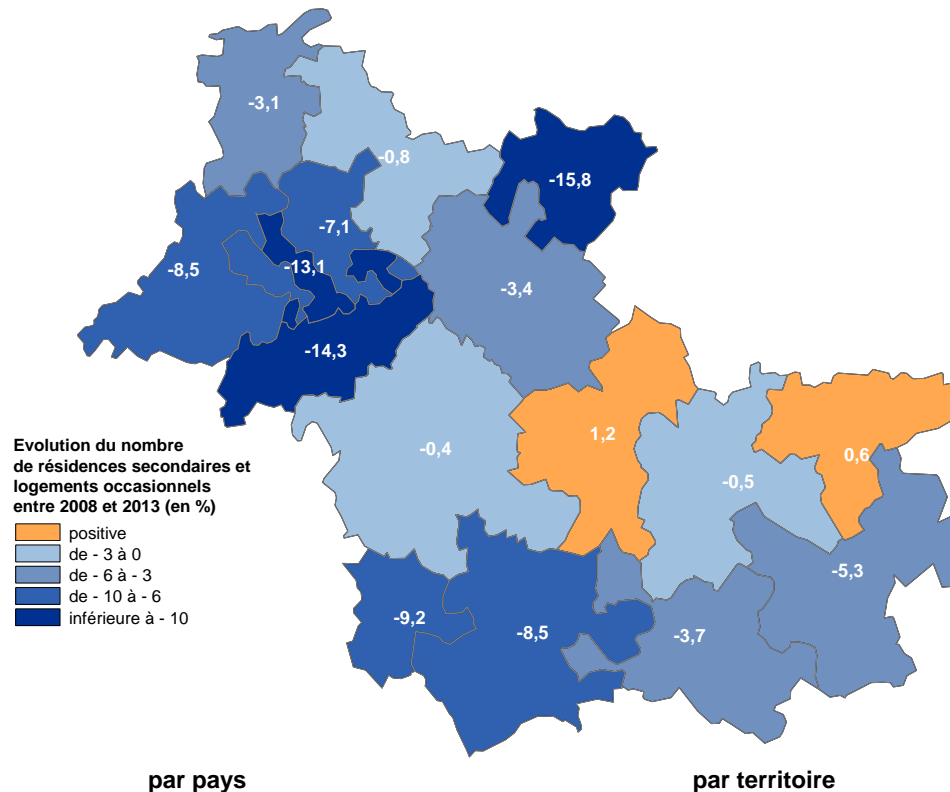 -3,1
-0,8
-15,8
-7,1
-13,1
-8,5
-3,4
-14,3
1,2
-0,4
0,6
-0,5
Evolution du nombre
de résidences secondaires et
logements occasionnels
entre 2008 et 2013 (en %)
positive
de - 3 à 0
de - 6 à - 3
de - 10 à - 6
inférieure à - 10
-5,3
-9,2
-8,5
-3,7
par pays
par territoire